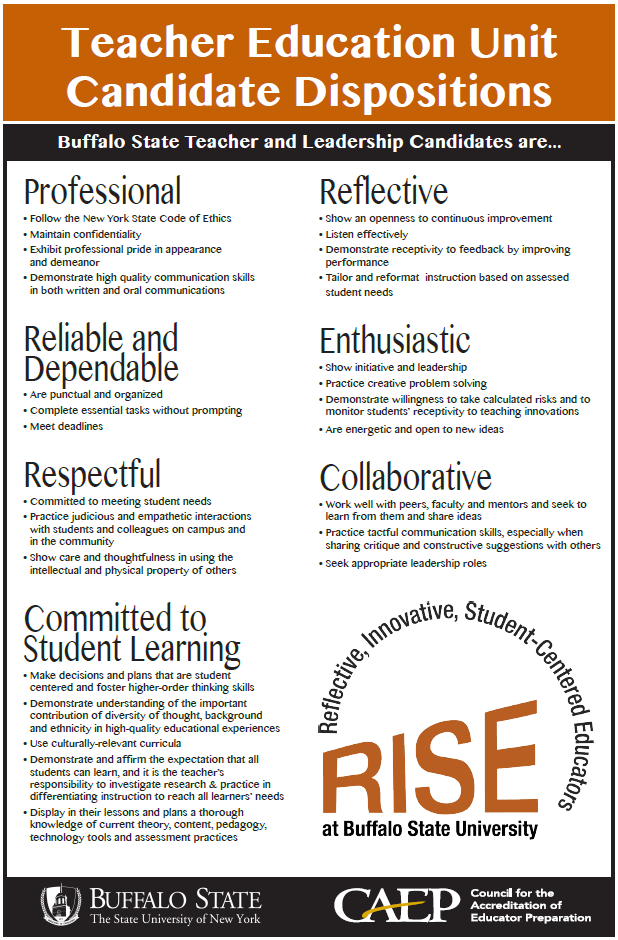 Teacher Education Unit
Candidate Dispositions
Buffalo State Teacher and Leadership Candidates are...
Professional
• Follow the New York State Code of Ethics
• Maintain confidentiality
• Exhibit professional pride in appearance
and demeanor
• Demonstrate high quality communication skills
in both written and oral communications
Reliable and
Dependable
• Are punctual and organized
• Complete essential tasks without prompting
• Meet deadlines
Respectful
• Committed to meeting student needs
• Practice judicious and empathetic interactions
with students and colleagues on campus and
in the community
• Show care and thoughtfulness in using the
intellectual and physical property of others
Committed to
Student Learning
• Make decisions and plans that are student
centered and foster higher-order thinking skills
• Demonstrate understanding of the important
contribution of diversity of thought, background
and ethnicity in high-quality educational experiences
• Use culturally-relevant curricula
• Demonstrate and affirm the expectation that all
students can learn, and it is the teacher's
responsibility to investigate research & practice in
differentiating instruction to reach all learners' needs
• Display in their lessons and plans a thorough
knowledge of current theory, content, pedagogy,
technology tools and assessment practices
Reflective
• Show an openness to continuous improvement
• Listen effectively
• Demonstrate receptivity to feedback by improving
performance
• Tailor and reformat instruction based on assessed
student needs
Enthusiastic
• Show initiative and leadership
• Practice creative problem solving
• Demonstrate willingness to take calculated risks and to
monitor students' receptivity to teaching innovations
• Are energetic and open to new ideas
Collaborative
• Work well with peers, faculty and mentors and seek to
learn from them and share ideas
• Practice tactful communication skills, especially when
sharing critique and constructive suggestions with others
• Seek appropriate leadership roles
Reflective, Innovative, Student-Centered Educators
RISE
at Buffalo State University
BUFFALO STATE
The State University of New York
CAEP
Council for the
Accreditation of
Educator Preparation